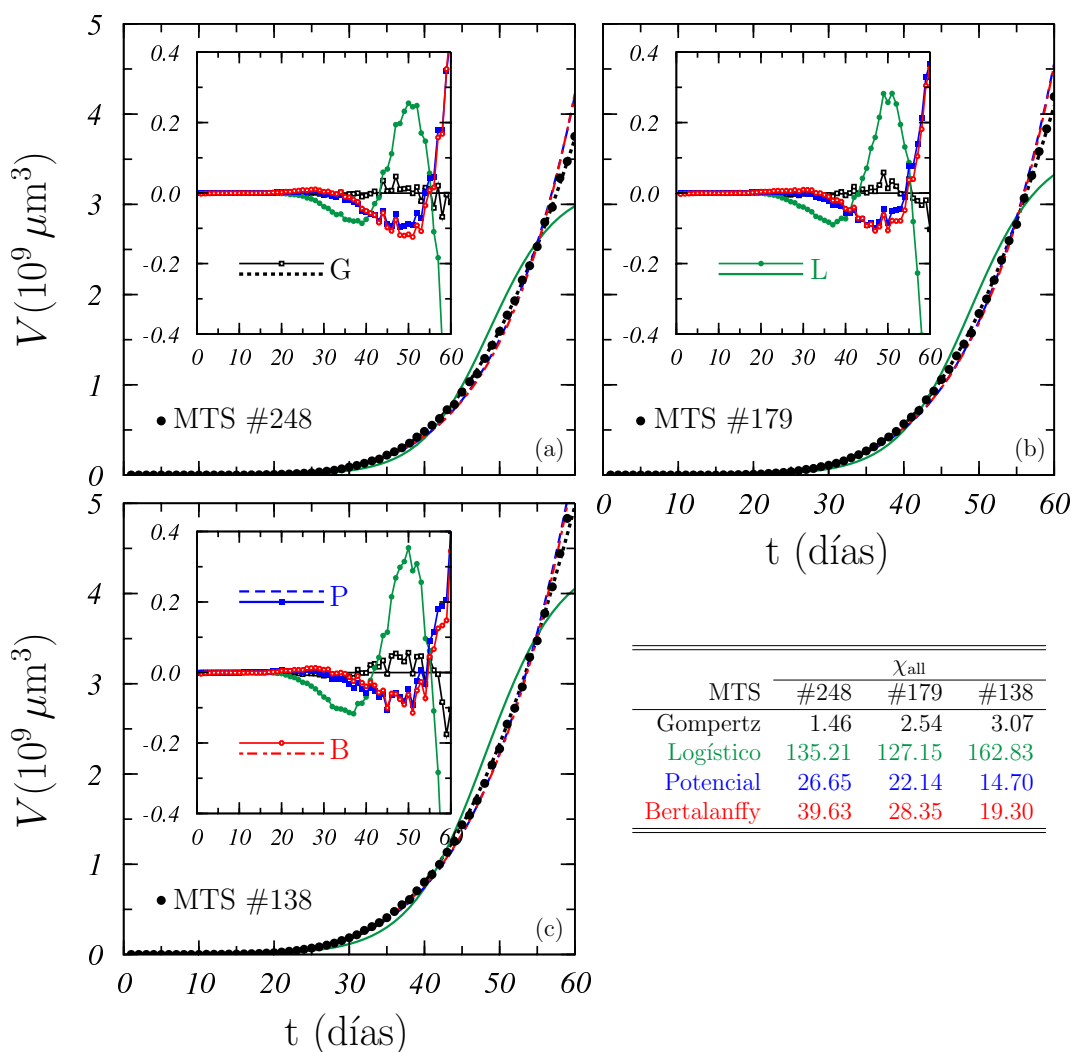 5
4
3
2
1
0
V(10⁹ μm³)
0.4
0.2
0.0
-0.2
-0.4
0 10 20 30 40 50 60
G
MTS #248
(a)
0.4
0.2
0.0
-0.2
-0.4
0 10 20 30 40 50 60
L
MTS #179
(b)
0 10 20 30 40 50 60
t (días)
5
4
3
2
1
0
V(10⁹ μm³)
0.4
0.2
0.0
-0.2
-0.4
0 10 20 30 40 50
P
B
MTS #138
(c)
0 10 20 30 40 50 60
t (días)
χall
MTS #248 #179 #138
Gompertz 1.46 2.54 3.07
Logístico 135.21 127.15 162.83
Potencial 26.65 22.14 14.70
Bertalanffy 39.63 28.35 19.30